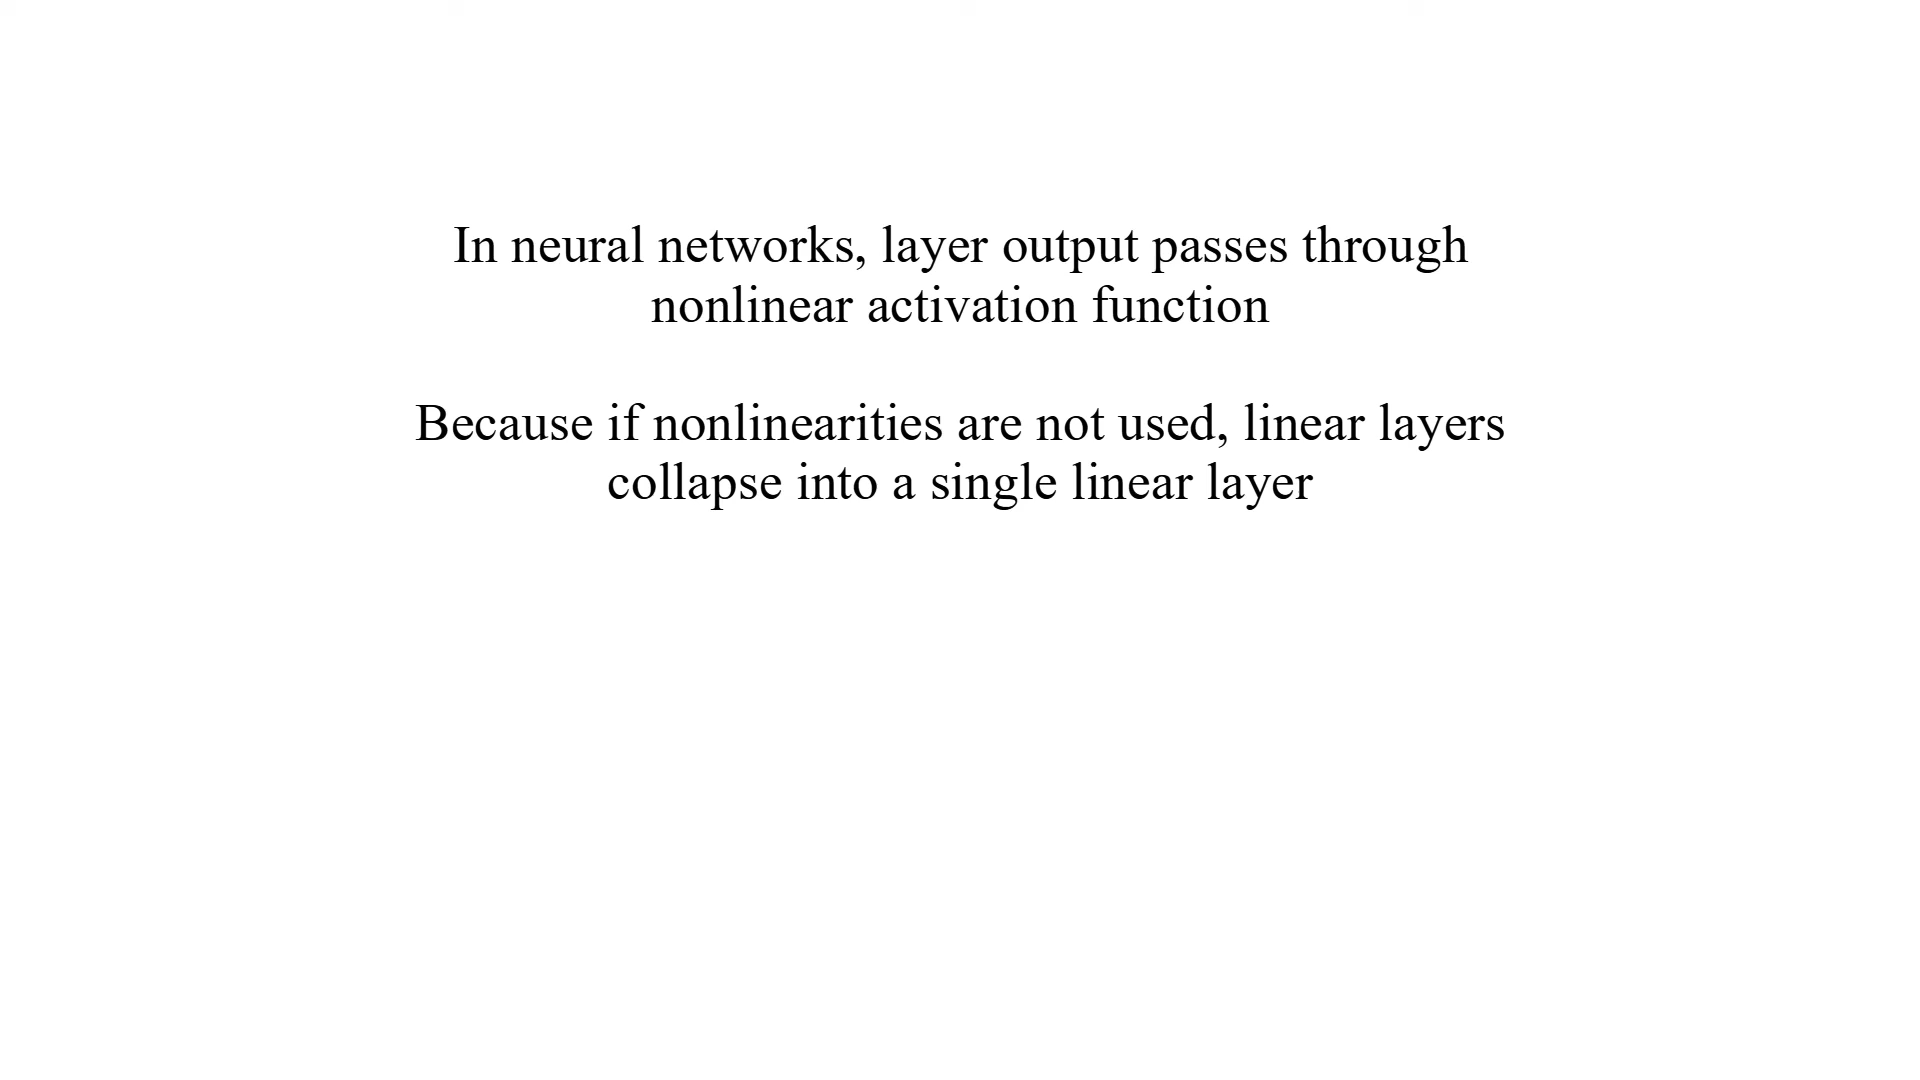 In neural networks, layer output passes through
nonlinear activation function
Because if nonlinearities are not used, linear layers
collapse into a single linear layer